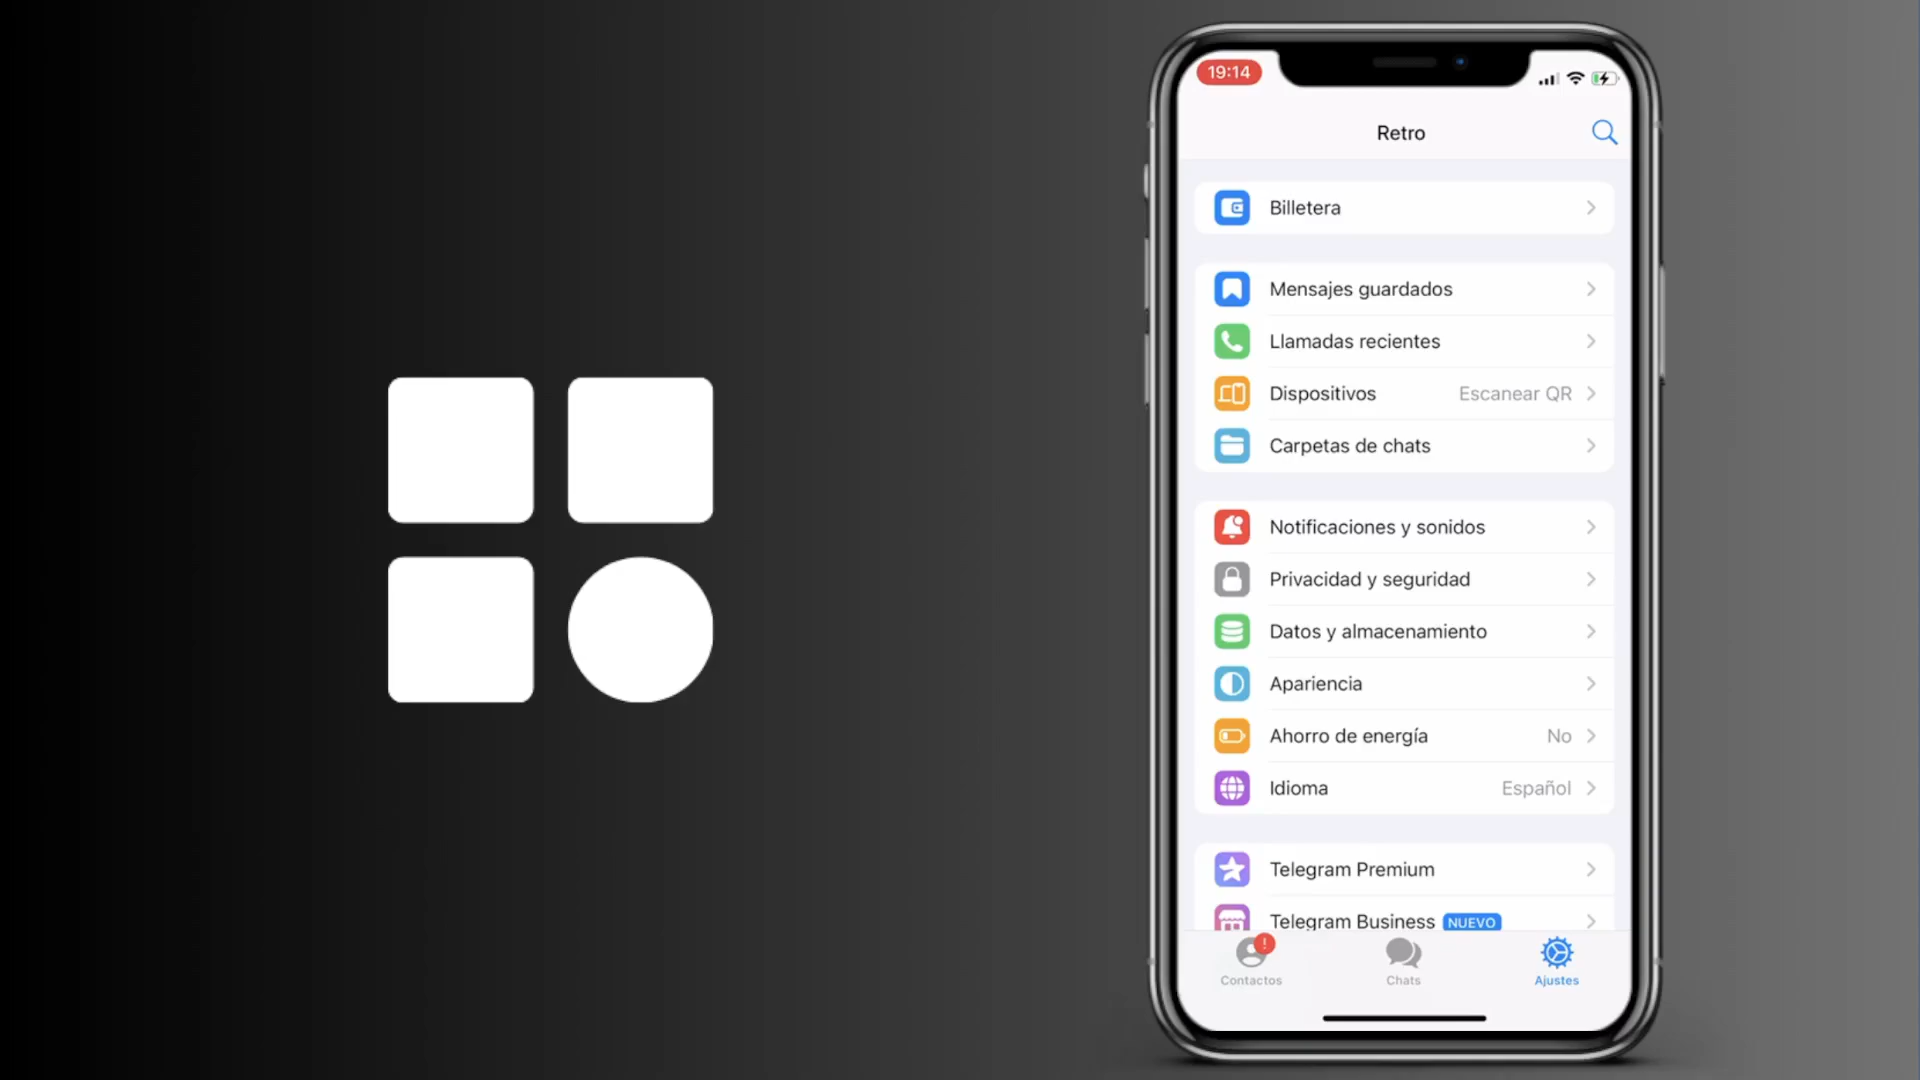 19:14
Retro
Billetera
Mensajes guardados
Llamadas recientes
Dispositivos Escanear QR
Carpetas de chats
Notificaciones y sonidos
Privacidad y seguridad
Datos y almacenamiento
Apariencia
Ahorro de energía No
Idioma Español
Telegram Premium
Telegram Business NUEVO
!
Contactos Chats Ajustes